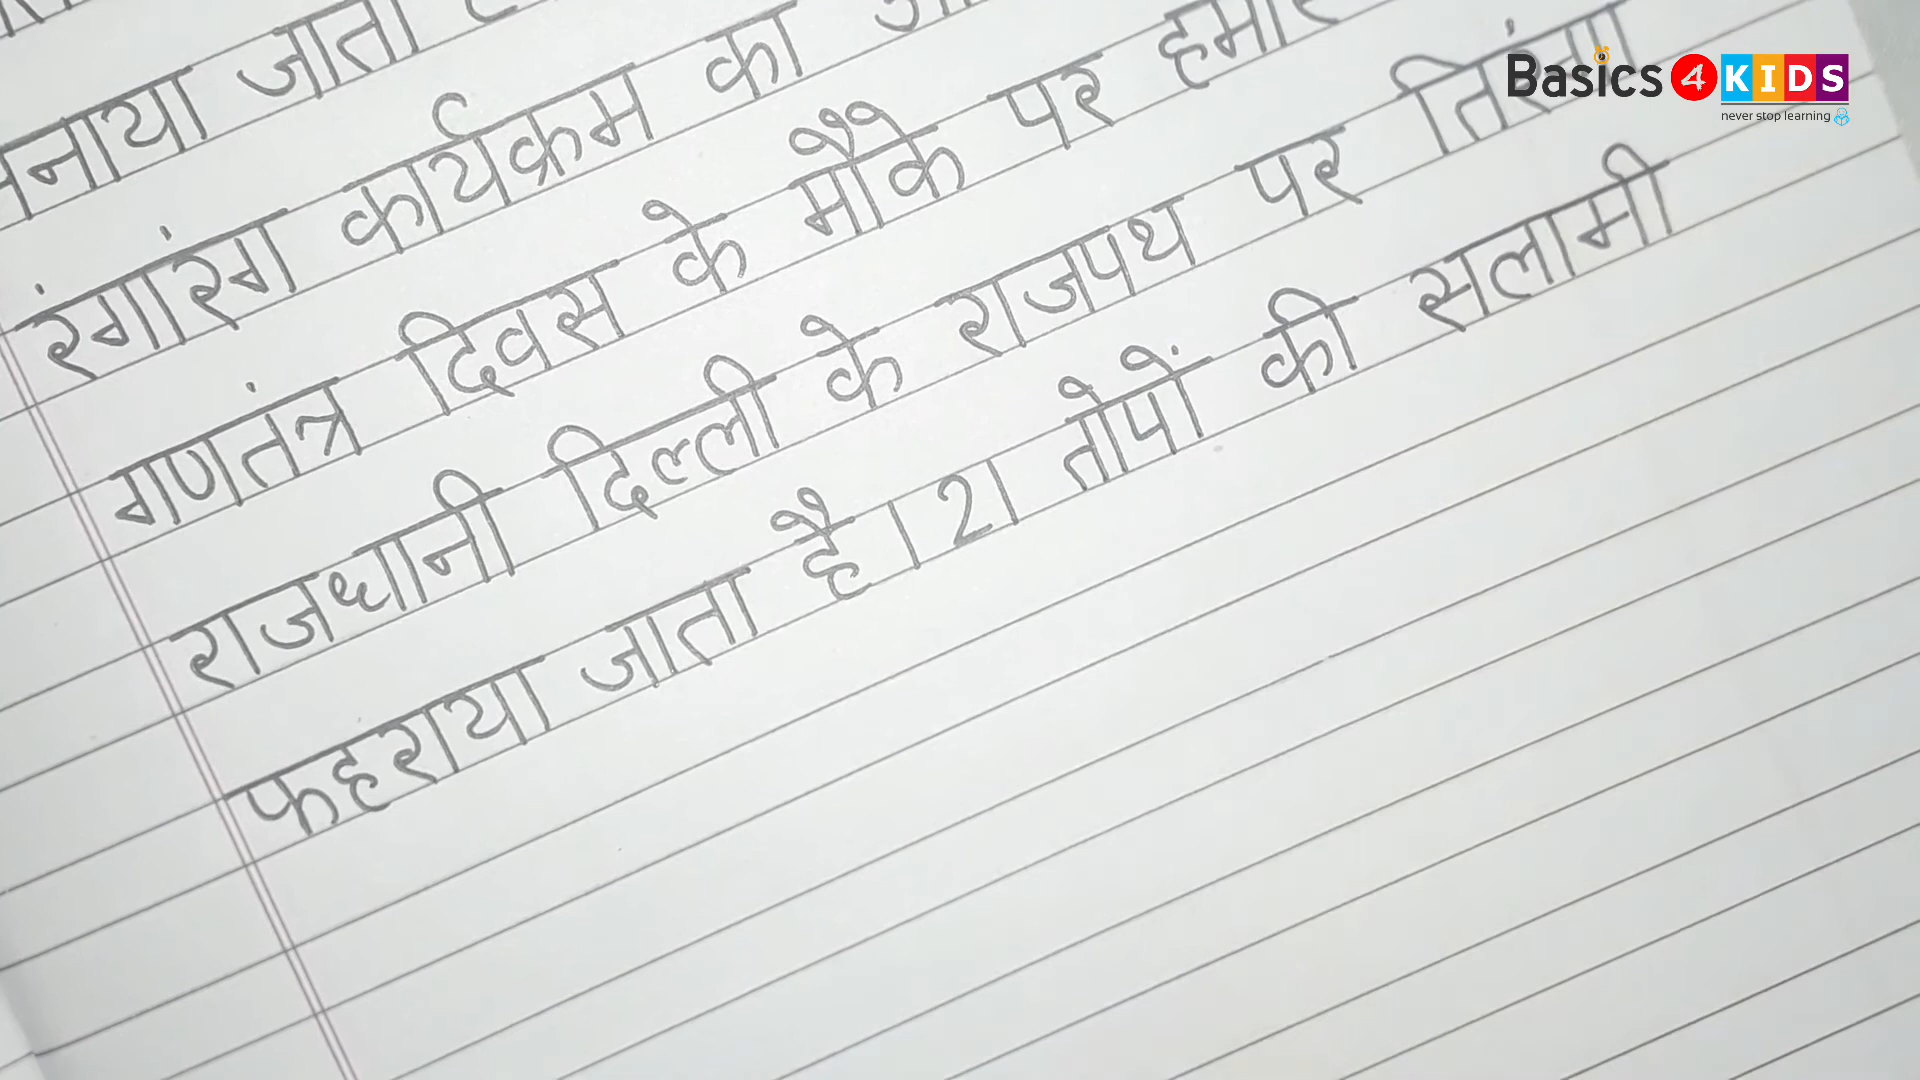 मनाया जाता
रंगारंग कार्यक्रम का
गणतंत्र दिवस के मौके पर हमारे
राजधानी दिल्ली के राजपथ पर तिरंगा
फहराया जाता है। 21 तोपों की सलामी
Basics 4 KIDS
never stop learning